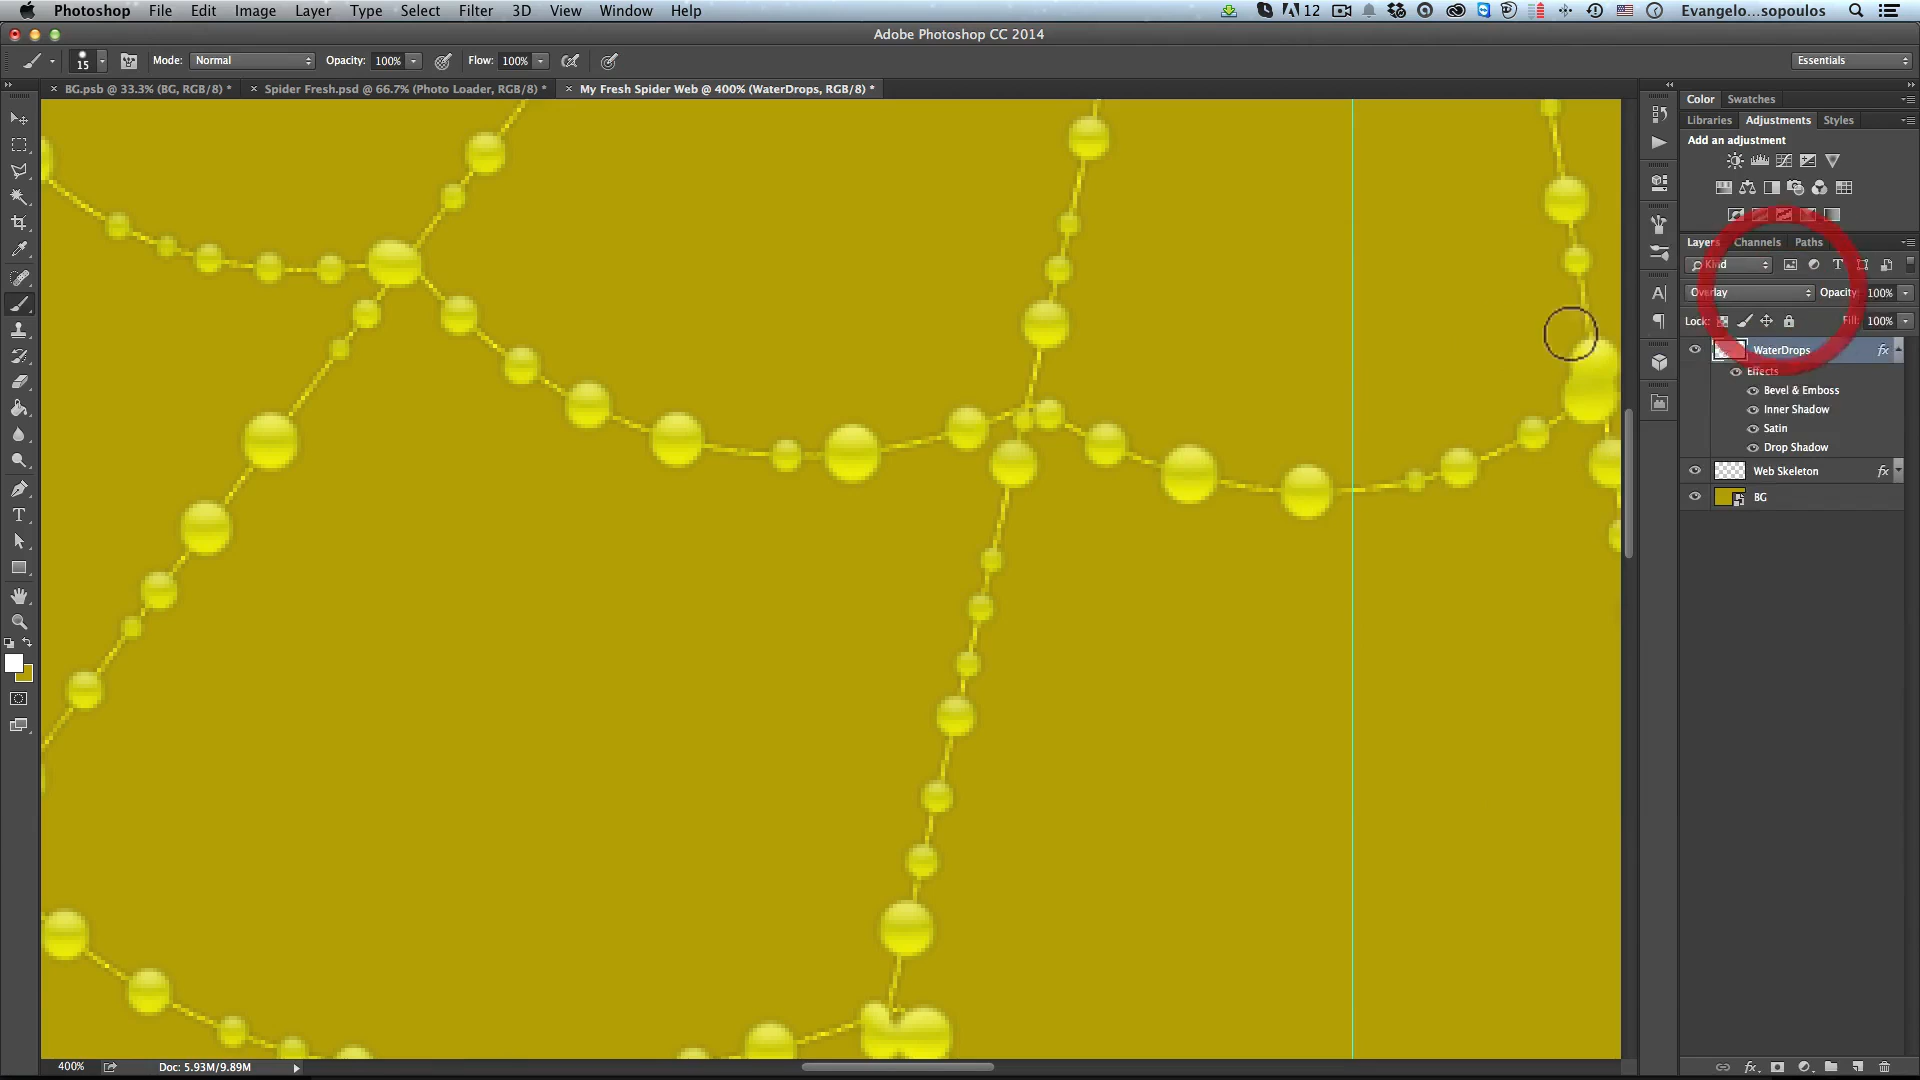 Photoshop File Edit Image Layer Type Select Filter 3D View Window Help 12 Evangelo...sopoulos
Adobe Photoshop CC 2014
15 Mode: Normal Opacity: 100% Flow: 100% Essentials
BG.psb @ 33.3% (BG, RGB/8) * Spider Fresh.psd @ 66.7% (Photo Loader, RGB/8) * My Fresh Spider Web @ 400% (WaterDrops, RGB/8) *
Color Swatches
Libraries Adjustments Styles
Add an adjustment
Layers Channels Paths
Kind
Overlay Opacity: 100%
Lock: Fill: 100%
WaterDrops fx
Effects
Bevel & Emboss
Inner Shadow
Satin
Drop Shadow
Web Skeleton fx
BG
400% Doc: 5.93M/9.89M fx